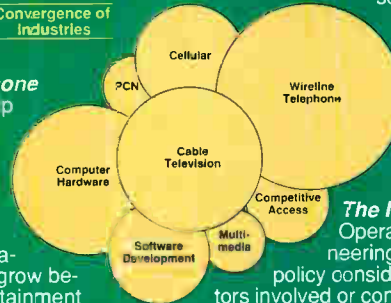 Convergence of
Industries
Cellular
PCN
Wireline
Telephone
one
Cable
Television
Computer
Hardware
Competitive
Access
Software
Development
Multi-
media
The
Opera
neering
policy consid
tors involved or con
a-
grow be-
tainment